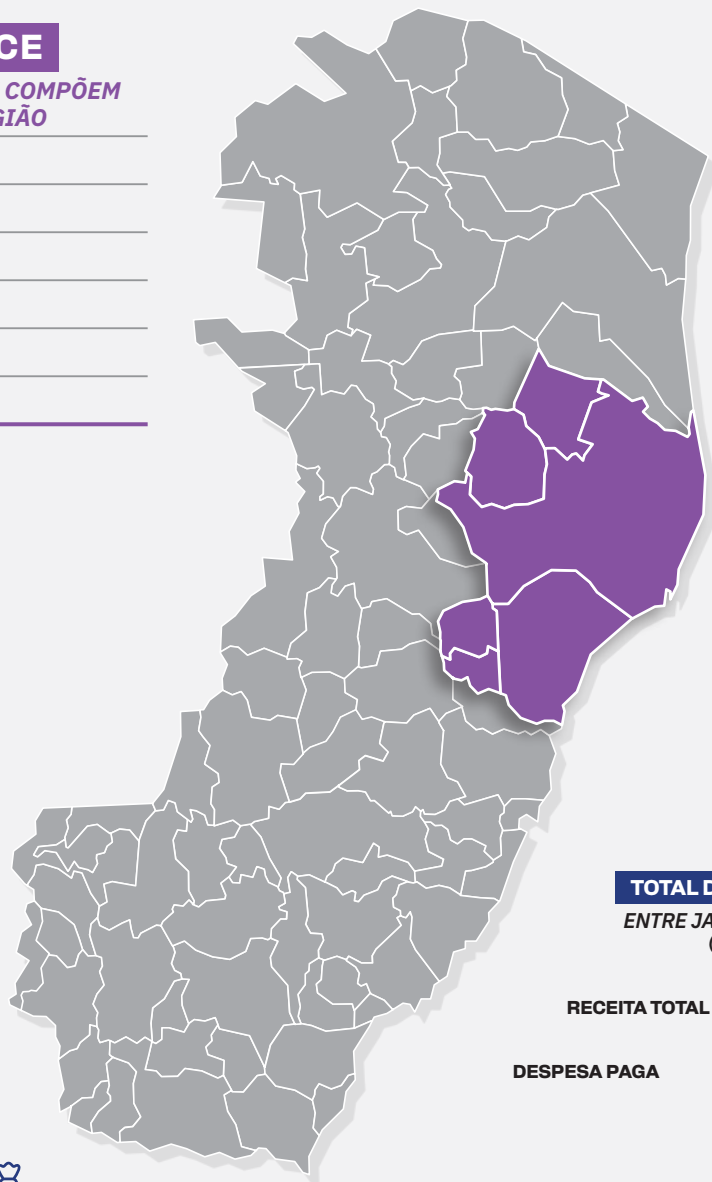 CE
COMPÕEM
GIÃO
TOTAL D
ENTRE JA
(
RECEITA TOTAL
DESPESA PAGA